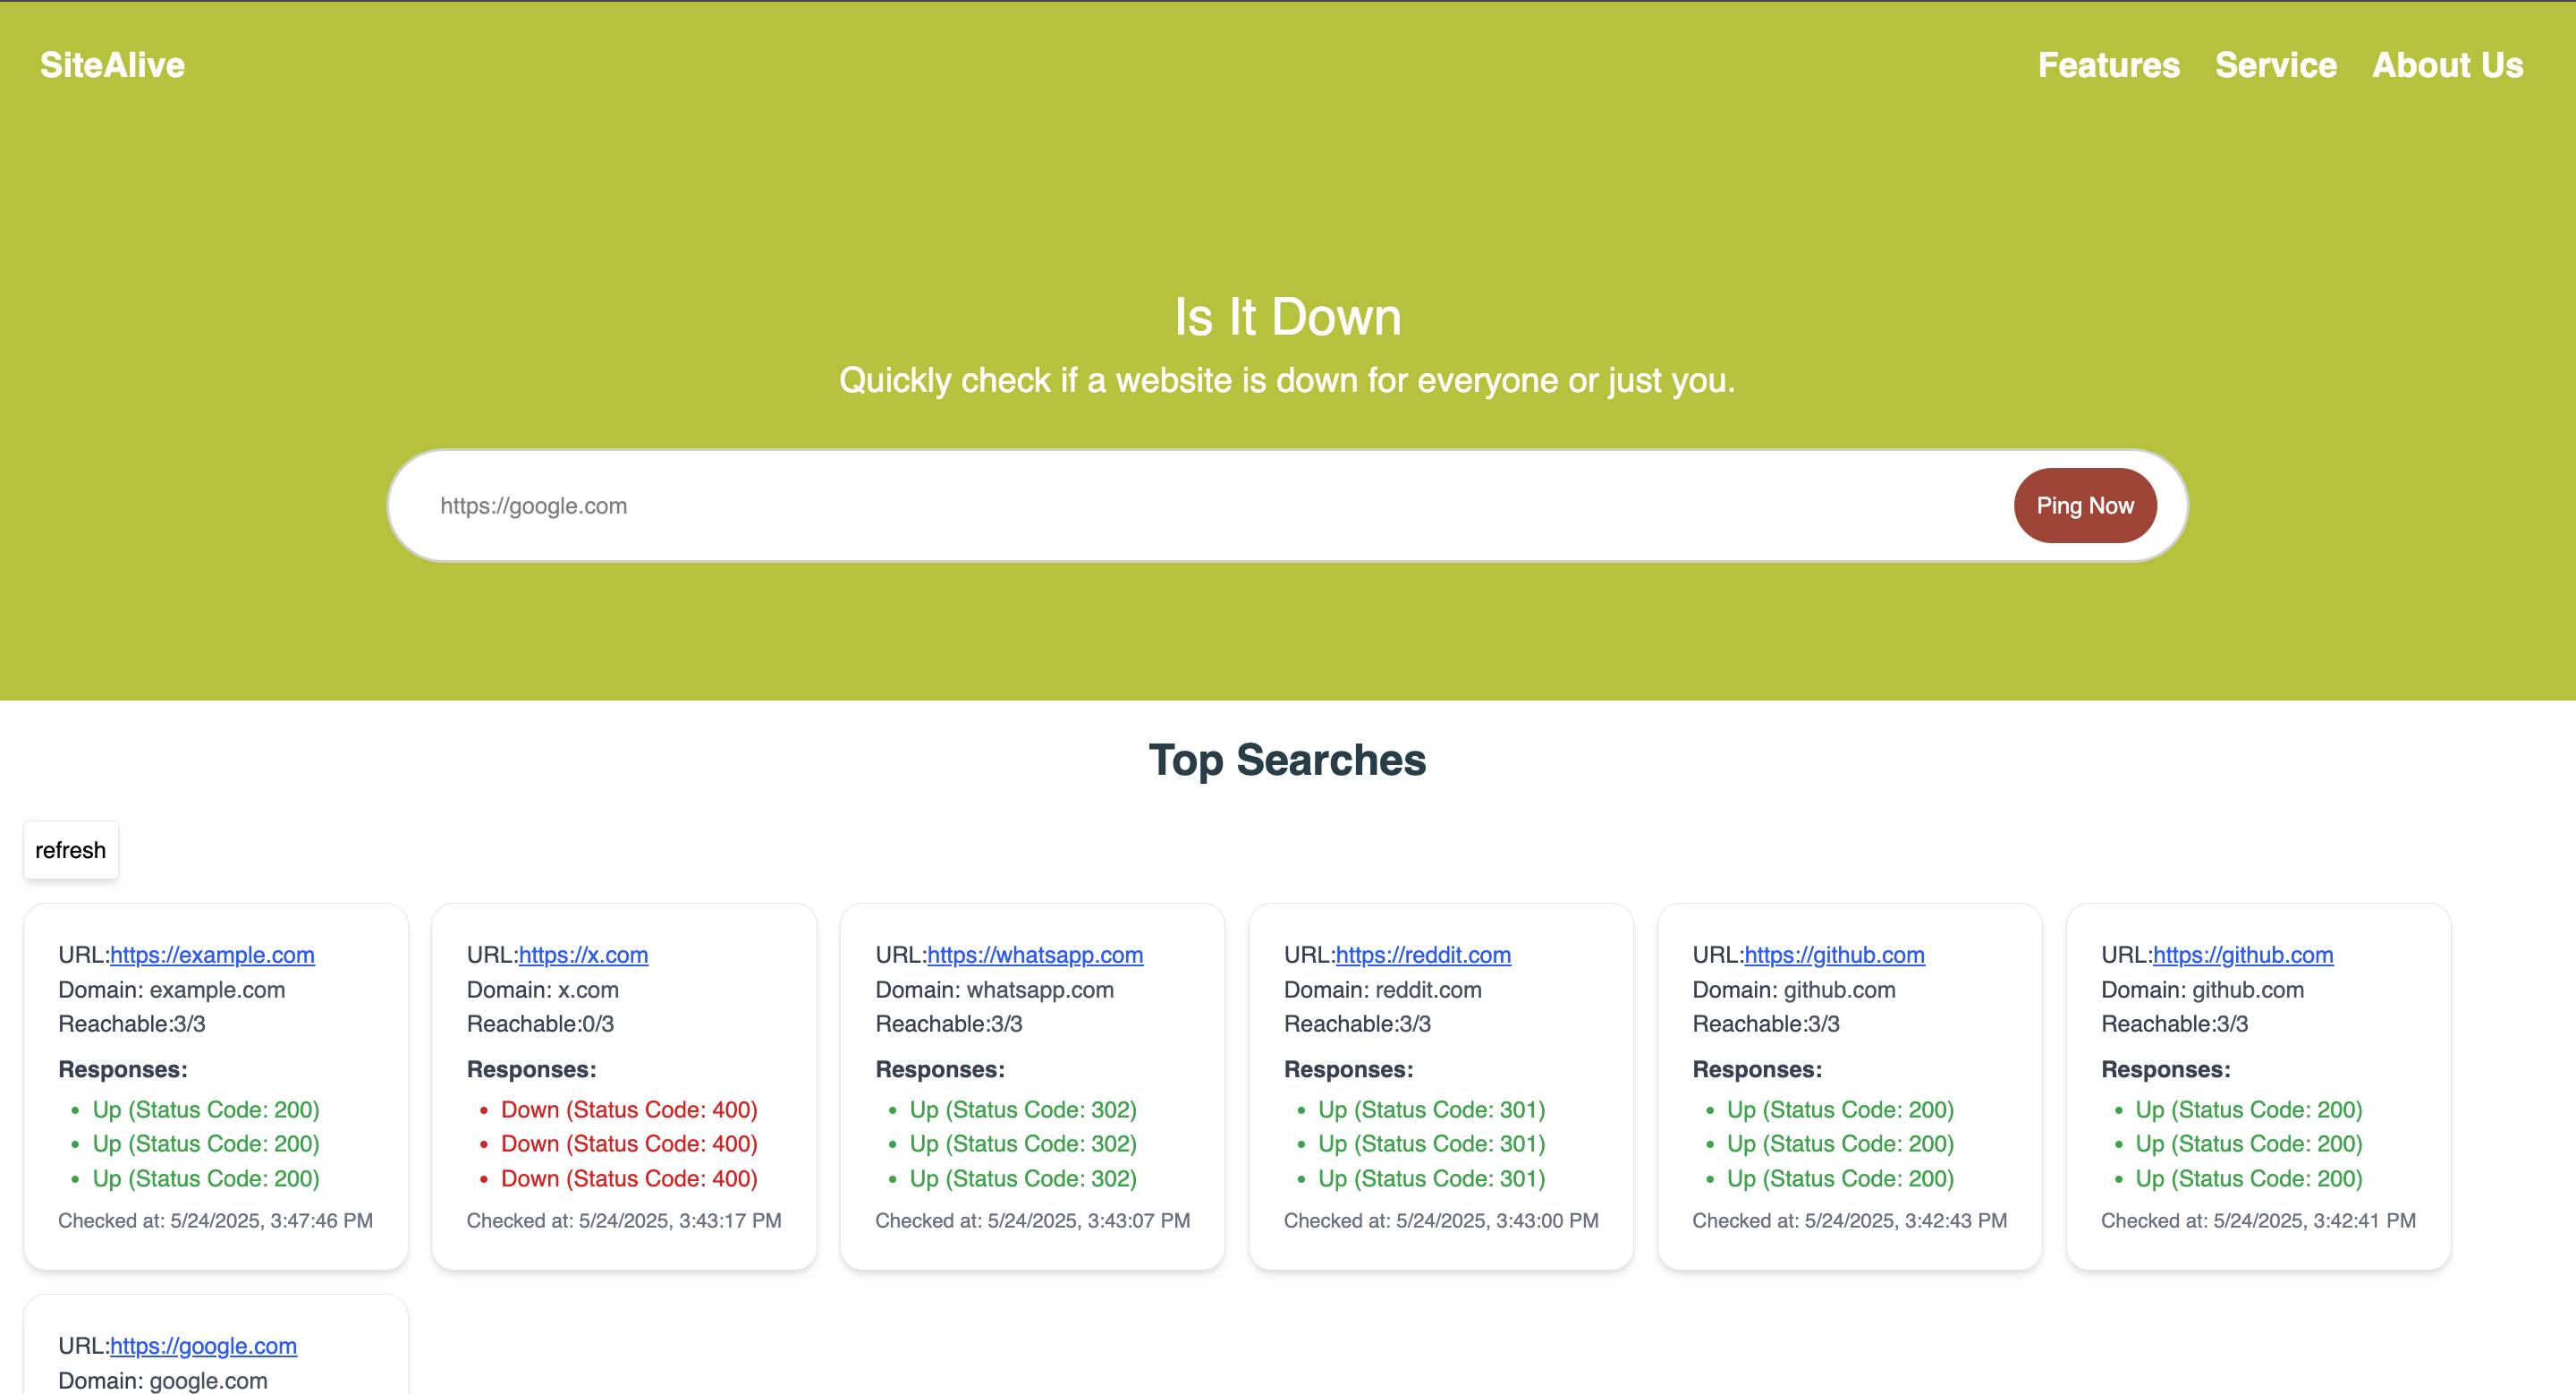 SiteAlive
Features Service About Us
Is It Down
Quickly check if a website is down for everyone or just you.
https://google.com
Ping Now
Top Searches
refresh
URL:https://example.com
Domain: example.com
Reachable:3/3
Responses:
• Up (Status Code: 200)
• Up (Status Code: 200)
• Up (Status Code: 200)
Checked at: 5/24/2025, 3:47:46 PM
URL:https://x.com
Domain: x.com
Reachable:0/3
Responses:
• Down (Status Code: 400)
• Down (Status Code: 400)
• Down (Status Code: 400)
Checked at: 5/24/2025, 3:43:17 PM
URL:https://whatsapp.com
Domain: whatsapp.com
Reachable:3/3
Responses:
• Up (Status Code: 302)
• Up (Status Code: 302)
• Up (Status Code: 302)
Checked at: 5/24/2025, 3:43:07 PM
URL:https://reddit.com
Domain: reddit.com
Reachable:3/3
Responses:
• Up (Status Code: 301)
• Up (Status Code: 301)
• Up (Status Code: 301)
Checked at: 5/24/2025, 3:43:00 PM
URL:https://github.com
Domain: github.com
Reachable:3/3
Responses:
• Up (Status Code: 200)
• Up (Status Code: 200)
• Up (Status Code: 200)
Checked at: 5/24/2025, 3:42:43 PM
URL:https://github.com
Domain: github.com
Reachable:3/3
Responses:
• Up (Status Code: 200)
• Up (Status Code: 200)
• Up (Status Code: 200)
Checked at: 5/24/2025, 3:42:41 PM
URL:https://google.com
Domain: google.com